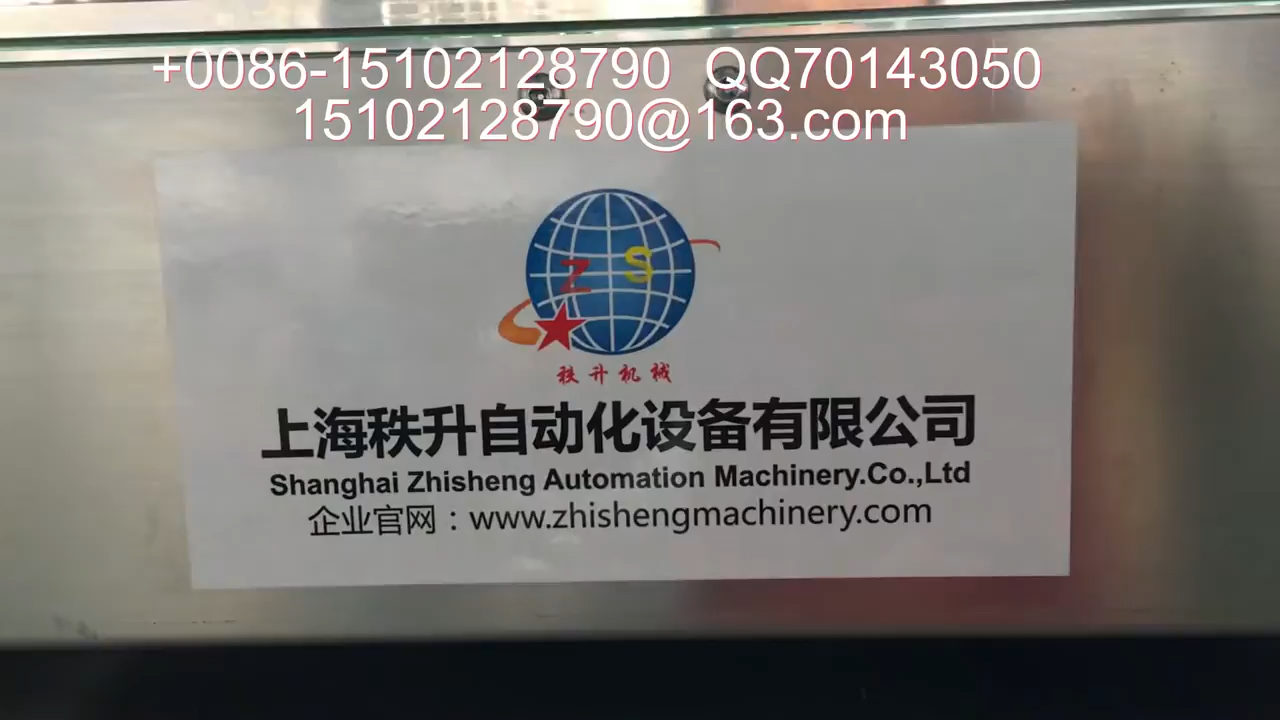 +0086-15102128790 QQ70143050
15102128790@163.com
Z S
秩升机械
上海秩升自动化设备有限公司
Shanghai Zhisheng Automation Machinery.Co.,Ltd
企业官网：www.zhishengmachinery.com